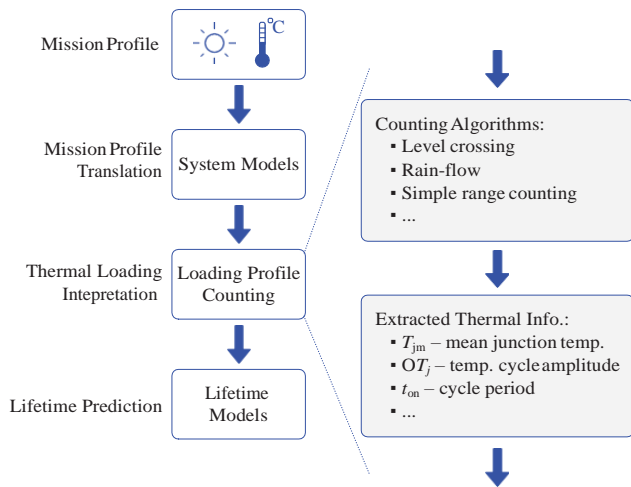 Mission Profile
°C
Mission Profile
Translation
System Models
Thermal Loading
Intepretation
Loading Profile
Counting
Lifetime Prediction
Lifetime
Models
Counting Algorithms:
▪ Level crossing
▪ Rain-flow
▪ Simple range counting
▪ ...
Extracted Thermal Info.:
▪ Tjm – mean junction temp.
▪ OTj – temp. cycle amplitude
▪ ton – cycle period
▪ ...